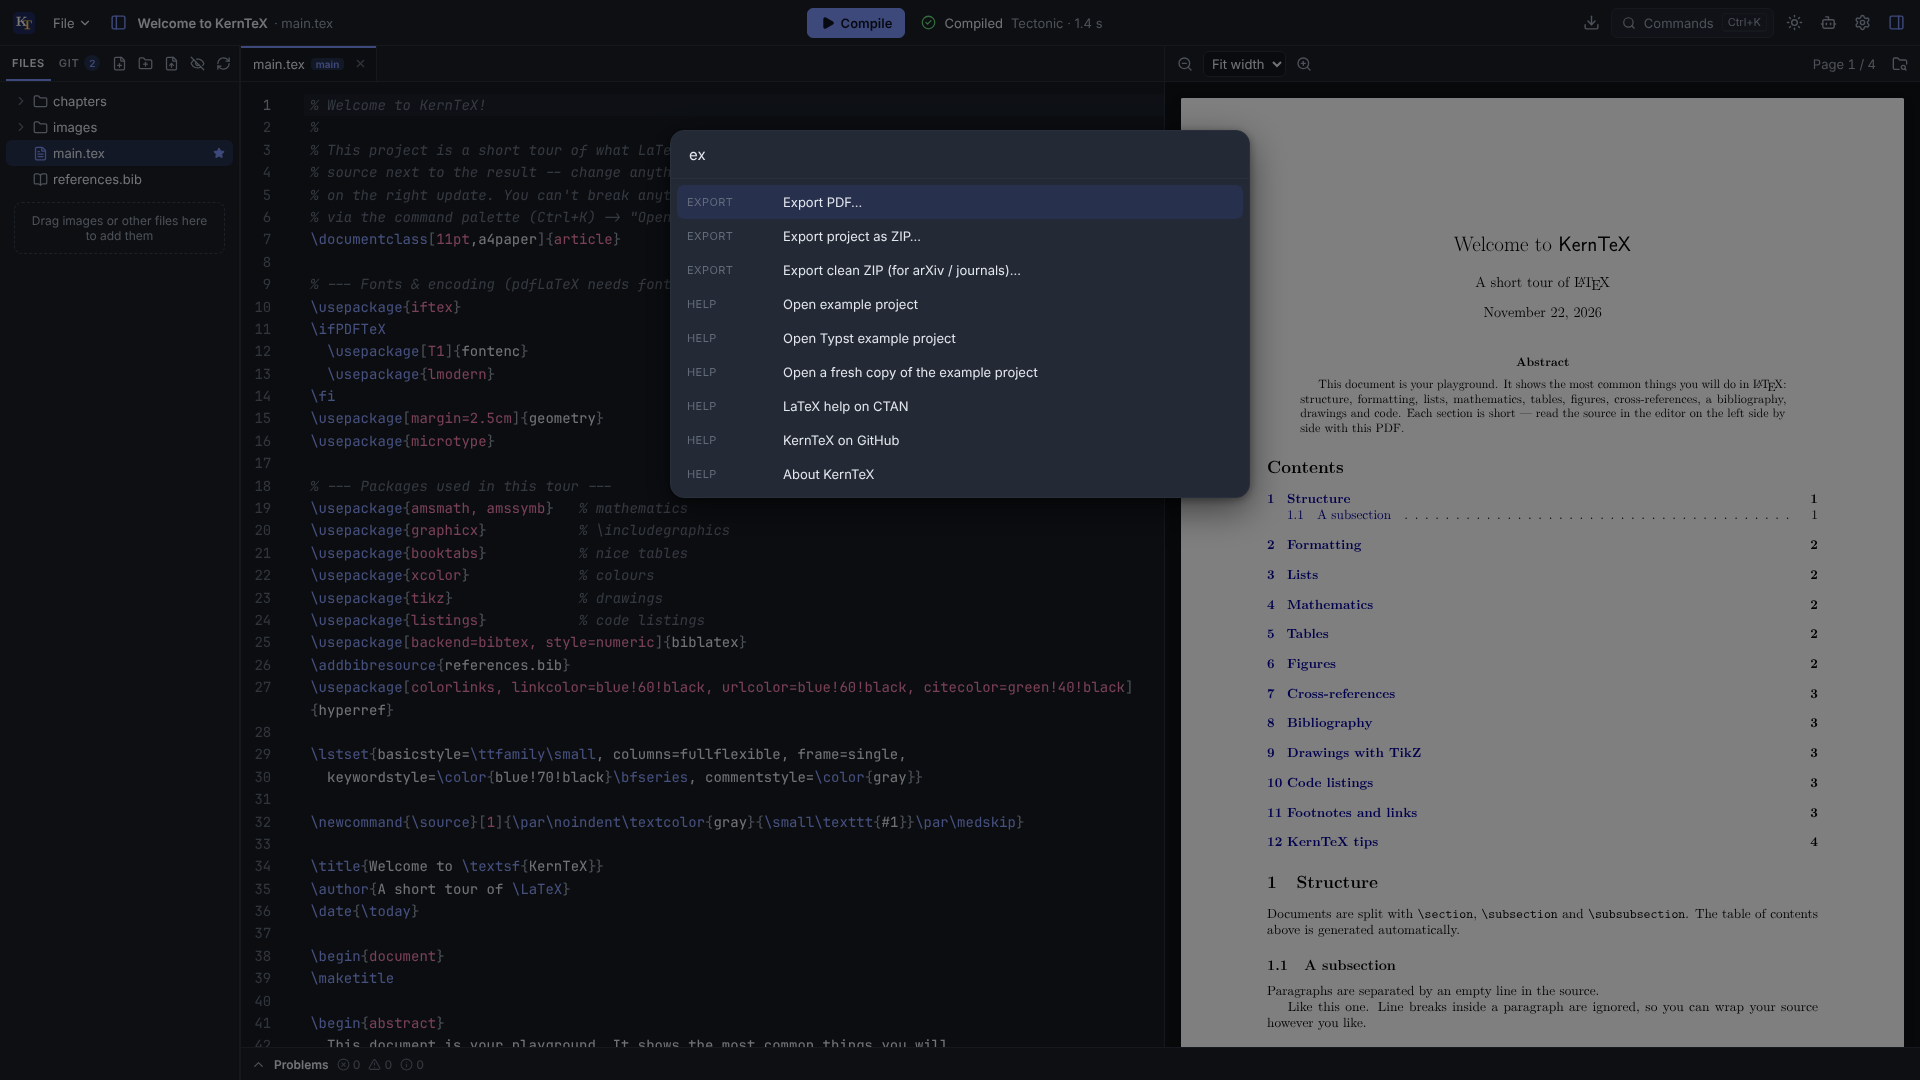 KT File Welcome to KernTeX · main.tex Compile Compiled Tectonic · 1.4 s Commands Ctrl+K
FILES GIT 2
chapters
images
main.tex
references.bib
Drag images or other files here
to add them
main.tex main
1 % Welcome to KernTeX!
2 %
3 % This project is a short tour of what LaTe
4 % source next to the result -- change anyth
5 % on the right update. You can't break anyt
6 % via the command palette (Ctrl+K) -> "Open
7 \documentclass[11pt,a4paper]{article}
8
9 % --- Fonts & encoding (pdfLaTeX needs font
10 \usepackage{iftex}
11 \ifPDFTeX
12 \usepackage[T1]{fontenc}
13 \usepackage{lmodern}
14 \fi
15 \usepackage[margin=2.5cm]{geometry}
16 \usepackage{microtype}
17
18 % --- Packages used in this tour ---
19 \usepackage{amsmath, amssymb} % mathematics
20 \usepackage{graphicx} % \includegraphics
21 \usepackage{booktabs} % nice tables
22 \usepackage{xcolor} % colours
23 \usepackage{tikz} % drawings
24 \usepackage{listings} % code listings
25 \usepackage[backend=bibtex, style=numeric]{biblatex}
26 \addbibresource{references.bib}
27 \usepackage[colorlinks, linkcolor=blue!60!black, urlcolor=blue!60!black, citecolor=green!40!black]
{hyperref}
28
29 \lstset{basicstyle=\ttfamily\small, columns=fullflexible, frame=single,
30 keywordstyle=\color{blue!70!black}\bfseries, commentstyle=\color{gray}}
31
32 \newcommand{\source}[1]{\par\noindent\textcolor{gray}{\small\texttt{#1}}\par\medskip}
33
34 \title{Welcome to \textsf{KernTeX}}
35 \author{A short tour of \LaTeX}
36 \date{\today}
37
38 \begin{document}
39 \maketitle
40
41 \begin{abstract}
42 This document is your playground. It shows the most common things you will
ex
EXPORT Export PDF...
EXPORT Export project as ZIP...
EXPORT Export clean ZIP (for arXiv / journals)...
HELP Open example project
HELP Open Typst example project
HELP Open a fresh copy of the example project
HELP LaTeX help on CTAN
HELP KernTeX on GitHub
HELP About KernTeX
Fit width Page 1 / 4
Welcome to KernTeX
A short tour of LATEX
November 22, 2026
Abstract
This document is your playground. It shows the most common things you will do in LATEX:
structure, formatting, lists, mathematics, tables, figures, cross-references, a bibliography,
drawings and code. Each section is short — read the source in the editor on the left side by
side with this PDF.
Contents
1 Structure 1
1.1 A subsection . . . . . . . . . . . . . . . . . . . . . . . . . . . . . . . . . . . . . . 1
2 Formatting 2
3 Lists 2
4 Mathematics 2
5 Tables 2
6 Figures 2
7 Cross-references 3
8 Bibliography 3
9 Drawings with TikZ 3
10 Code listings 3
11 Footnotes and links 3
12 KernTeX tips 4
1 Structure
Documents are split with \section, \subsection and \subsubsection. The table of contents
above is generated automatically.
1.1 A subsection
Paragraphs are separated by an empty line in the source.
Like this one. Line breaks inside a paragraph are ignored, so you can wrap your source
however you like.
Problems 0 0 0